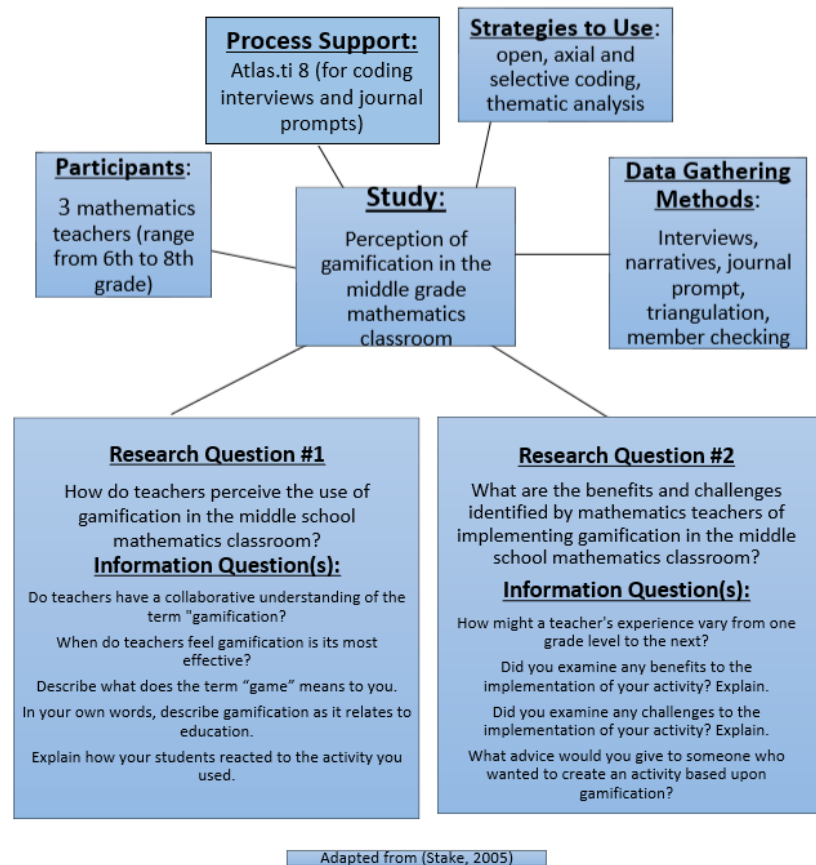 Process Support:
Atlas.ti 8 (for coding
interviews and journal
prompts)
Strategies to Use:
open, axial and
selective coding,
thematic analysis
Participants:
3 mathematics
teachers (range
from 6th to 8th
grade)
Study:
Perception of
gamification in the
middle grade
mathematics
classroom
Data Gathering
Methods:
Interviews,
narratives, journal
prompt,
triangulation,
member checking
Research Question #1
How do teachers perceive the use of
gamification in the middle school
mathematics classroom?
Information Question(s):
Do teachers have a collaborative understanding of the
term "gamification?
When do teachers feel gamification is its most
effective?
Describe what does the term “game” means to you.
In your own words, describe gamification as it relates to
education.
Explain how your students reacted to the activity you
used.
Research Question #2
What are the benefits and challenges
identified by mathematics teachers of
implementing gamification in the middle
school mathematics classroom?
Information Question(s):
How might a teacher's experience vary from one
grade level to the next?
Did you examine any benefits to the
implementation of your activity? Explain.
Did you examine any challenges to the
implementation of your activity? Explain.
What advice would you give to someone who
wanted to create an activity based upon
gamification?
Adapted from (Stake, 2005)